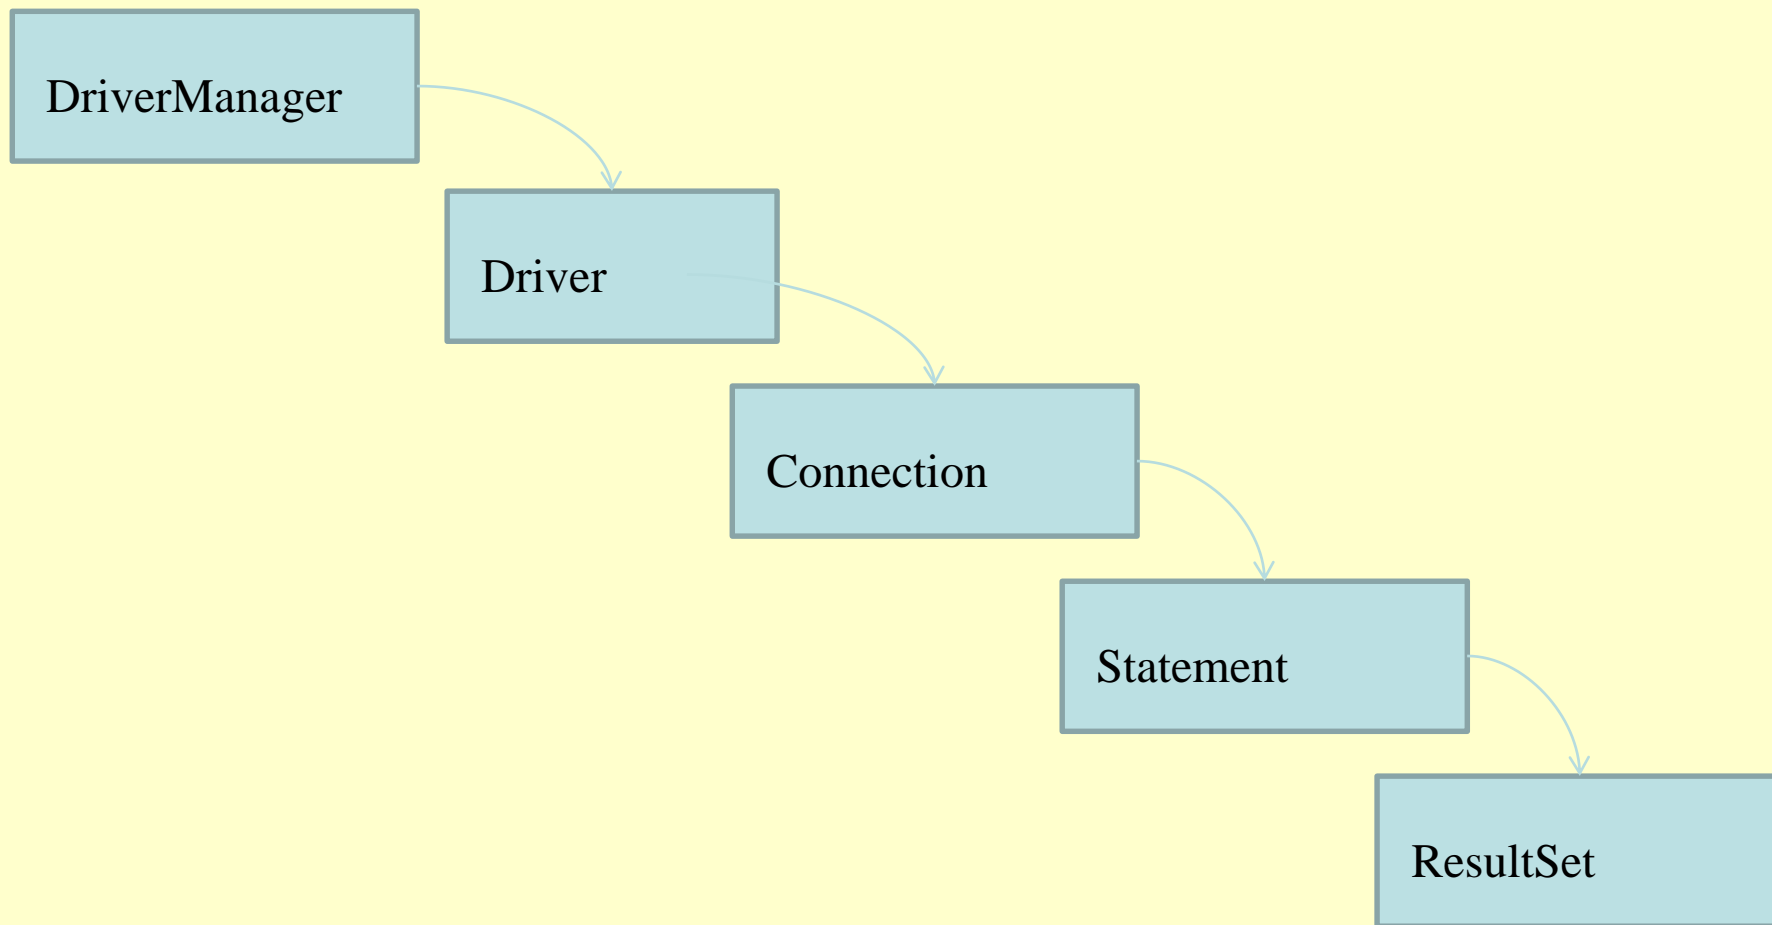 DriverManager
Driver
Connection
Statement
ResultSet